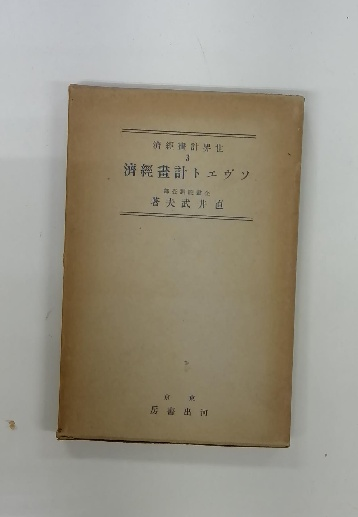 世界計畫經濟
3
ソヴエト計畫經濟
直井武夫著
東京
河出書房